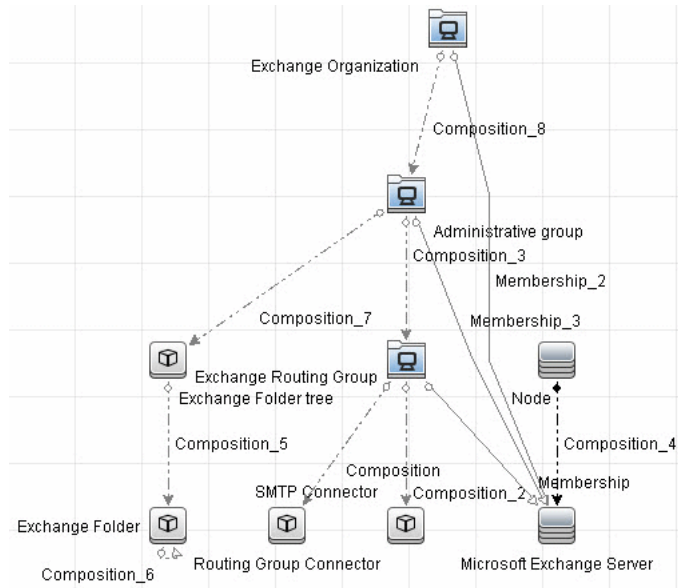 Exchange Organization
Composition_8
Administrative group
Composition_3
Membership_2
Composition_7
Membership_3
Exchange Routing Group
Exchange Folder tree
Node
Composition_5
Composition_4
Composition
SMTP Connector
Composition_2
Membership
Exchange Folder
Routing Group Connector
Microsoft Exchange Server
Composition_6